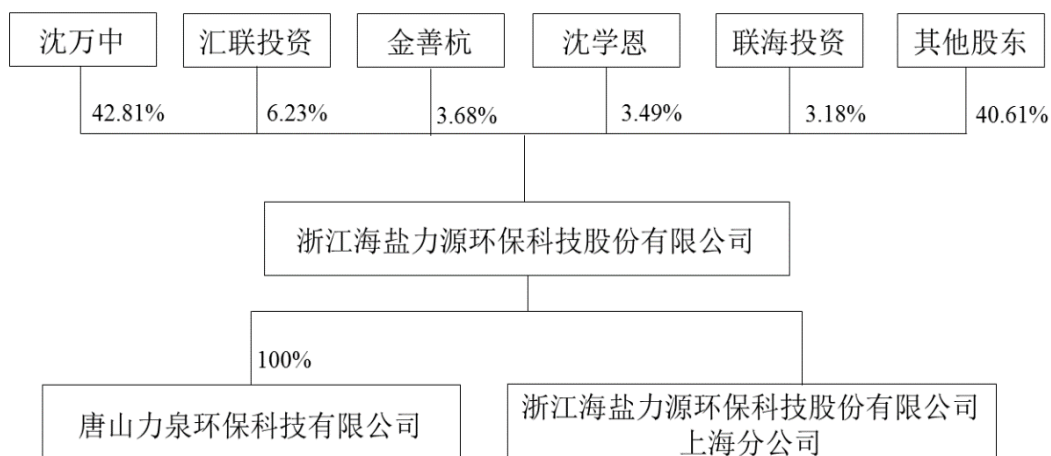 沈万中 汇联投资 金善杭 沈学恩 联海投资 其他股东
42.81% 6.23% 3.68% 3.49% 3.18% 40.61%
浙江海盐力源环保科技股份有限公司
100%
唐山力泉环保科技有限公司
浙江海盐力源环保科技股份有限公司
上海分公司